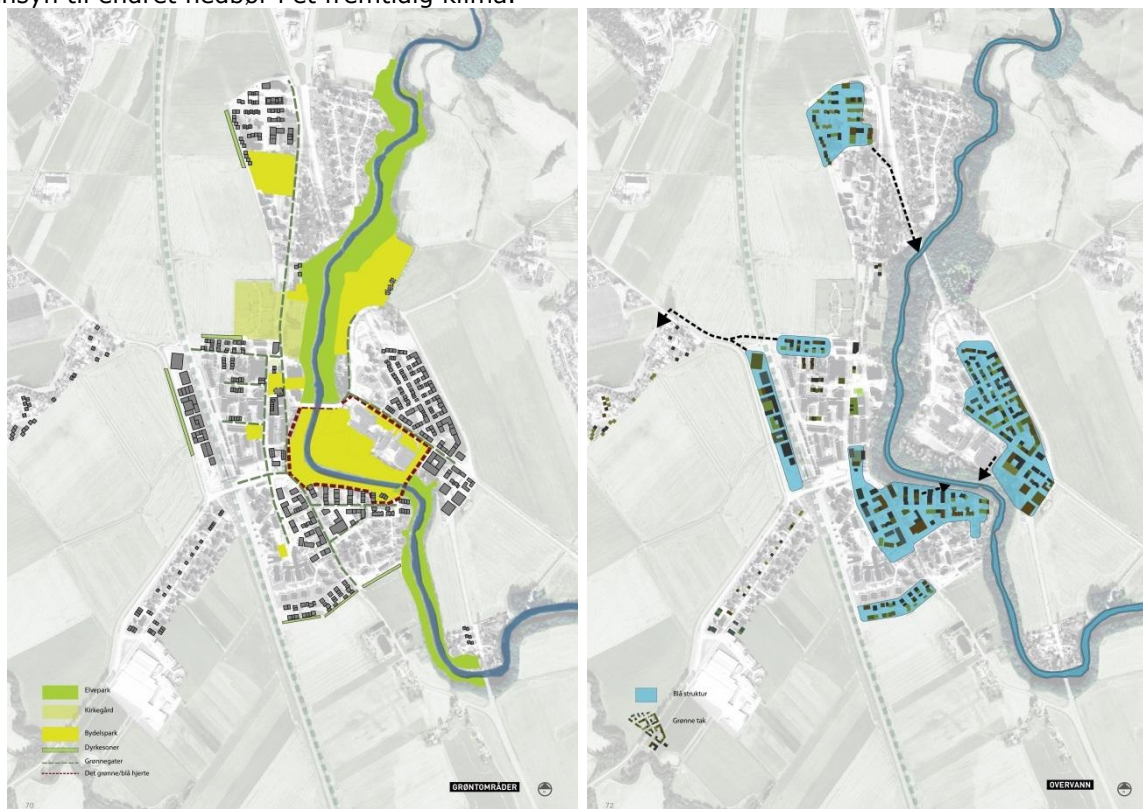 nsyn til endret nedbør i et fremtidig klima.
Elvepark
Kirkegård
Bydelspark
Dyrkesoner
Grønnegater
Det grønne/blå hjerte
GRØNTOMRÅDER
70
Blå struktur
Grønne tak
OVERVANN
72